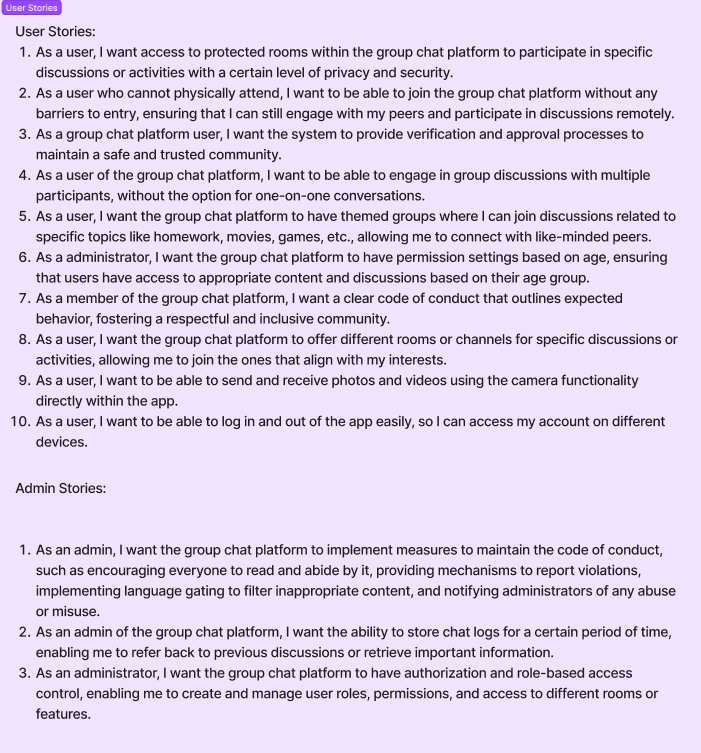 User Stories
User Stories:
1. As a user, I want access to protected rooms within the group chat platform to participate in specific
discussions or activities with a certain level of privacy and security.
2. As a user who cannot physically attend, I want to be able to join the group chat platform without any
barriers to entry, ensuring that I can still engage with my peers and participate in discussions remotely.
3. As a group chat platform user, I want the system to provide verification and approval processes to
maintain a safe and trusted community.
4. As a user of the group chat platform, I want to be able to engage in group discussions with multiple
participants, without the option for one-on-one conversations.
5. As a user, I want the group chat platform to have themed groups where I can join discussions related to
specific topics like homework, movies, games, etc., allowing me to connect with like-minded peers.
6. As a administrator, I want the group chat platform to have permission settings based on age, ensuring
that users have access to appropriate content and discussions based on their age group.
7. As a member of the group chat platform, I want a clear code of conduct that outlines expected
behavior, fostering a respectful and inclusive community.
8. As a user, I want the group chat platform to offer different rooms or channels for specific discussions or
activities, allowing me to join the ones that align with my interests.
9. As a user, I want to be able to send and receive photos and videos using the camera functionality
directly within the app.
10. As a user, I want to be able to log in and out of the app easily, so I can access my account on different
devices.
Admin Stories:
1. As an admin, I want the group chat platform to implement measures to maintain the code of conduct,
such as encouraging everyone to read and abide by it, providing mechanisms to report violations,
implementing language gating to filter inappropriate content, and notifying administrators of any abuse
or misuse.
2. As an admin of the group chat platform, I want the ability to store chat logs for a certain period of time,
enabling me to refer back to previous discussions or retrieve important information.
3. As an administrator, I want the group chat platform to have authorization and role-based access
control, enabling me to create and manage user roles, permissions, and access to different rooms or
features.